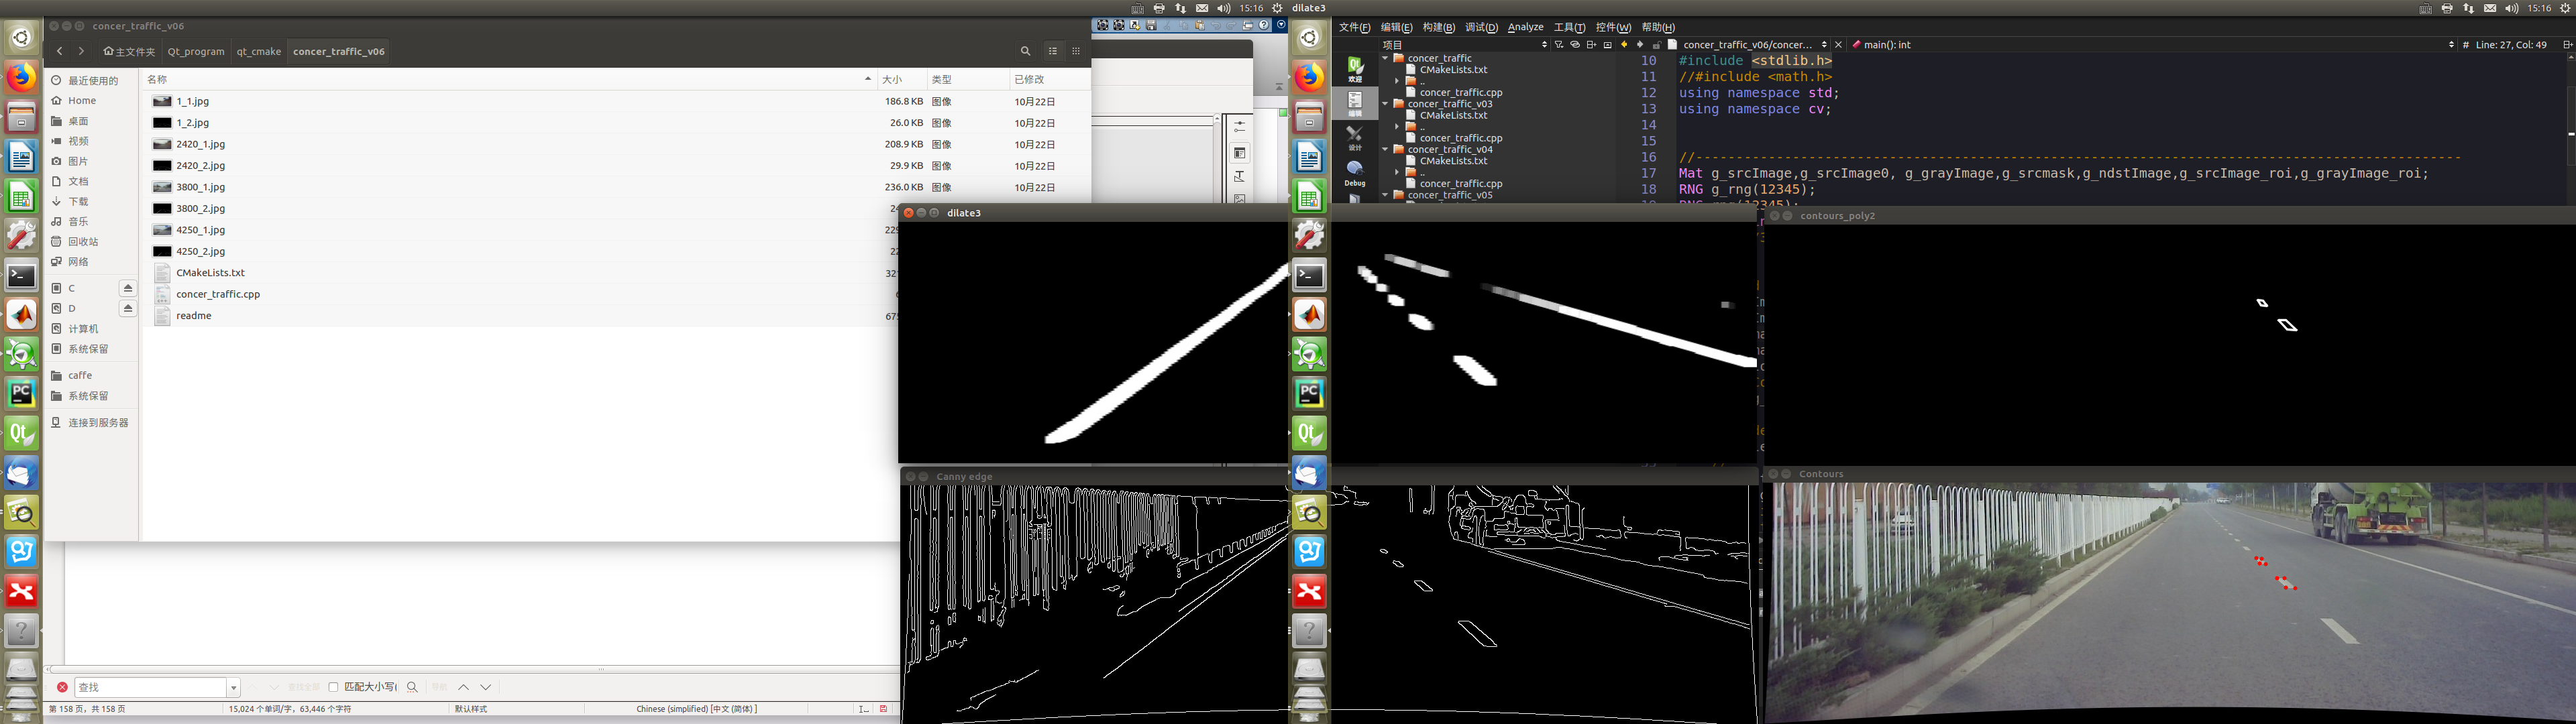 15:16 dilate3
15:16
concer_traffic_v06
主文件夹 Qt_program qt_cmake concer_traffic_v06
名称 大小 类型 已修改
最近使用的
Home
桌面
视频
图片
文档
下载
音乐
回收站
网络
C
D
计算机
系统保留
caffe
系统保留
连接到服务器
1_1.jpg 186.8 KB 图像 10月22日
1_2.jpg 26.0 KB 图像 10月22日
2420_1.jpg 208.9 KB 图像 10月22日
2420_2.jpg 29.9 KB 图像 10月22日
3800_1.jpg 236.0 KB 图像 10月22日
3800_2.jpg
4250_1.jpg
4250_2.jpg
CMakeLists.txt
concer_traffic.cpp
readme
查找
查找全部
匹配大小写(
导航
第 158 页，共 158 页 15,024 个单词/字，63,446 个字符 默认样式 Chinese (simplified) [中文 (简体) ]
文件(F) 编辑(E) 构建(B) 调试(D) Analyze 工具(T) 控件(W) 帮助(H)
项目 concer_traffic_v06/concer... main(): int # Line: 27, Col: 49
欢迎
编辑
设计
Debug
concer_traffic
CMakeLists.txt
..
concer_traffic.cpp
concer_traffic_v03
CMakeLists.txt
..
concer_traffic.cpp
concer_traffic_v04
CMakeLists.txt
..
concer_traffic.cpp
concer_traffic_v05
10 #include <stdlib.h>
11 //#include <math.h>
12 using namespace std;
13 using namespace cv;
14
15
16 //-----------------------------------------------------------------------------------------------
17 Mat g_srcImage,g_srcImage0, g_grayImage,g_srcmask,g_ndstImage,g_srcImage_roi,g_grayImage_roi;
18 RNG g_rng(12345);
dilate3
contours_poly2
Canny edge
Contours